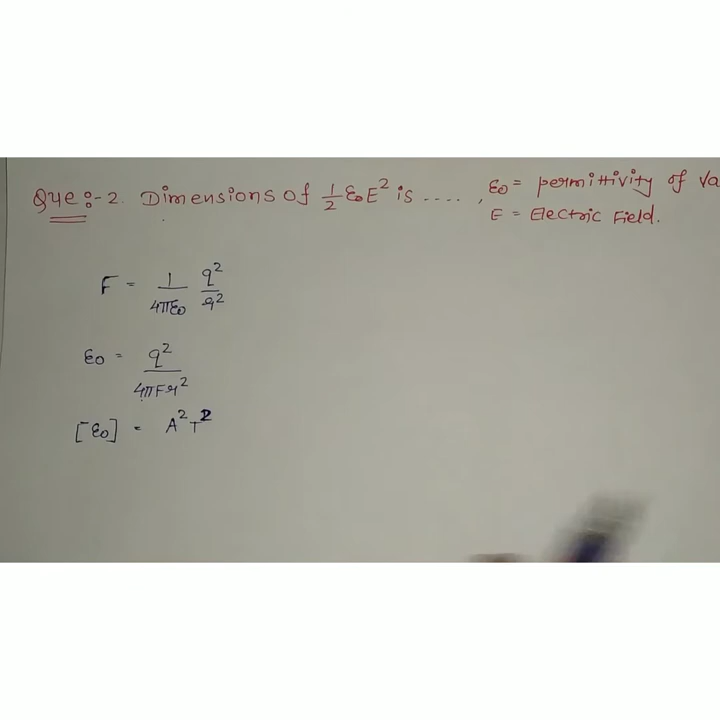 Que:-2. Dimensions of 1/2 ε0E² is ...., ε0 = permittivity of Va
E = Electric Field.
F = 1/4πε0 q²/r²
ε0 = q²/4πFr²
[ε0] = A²T²